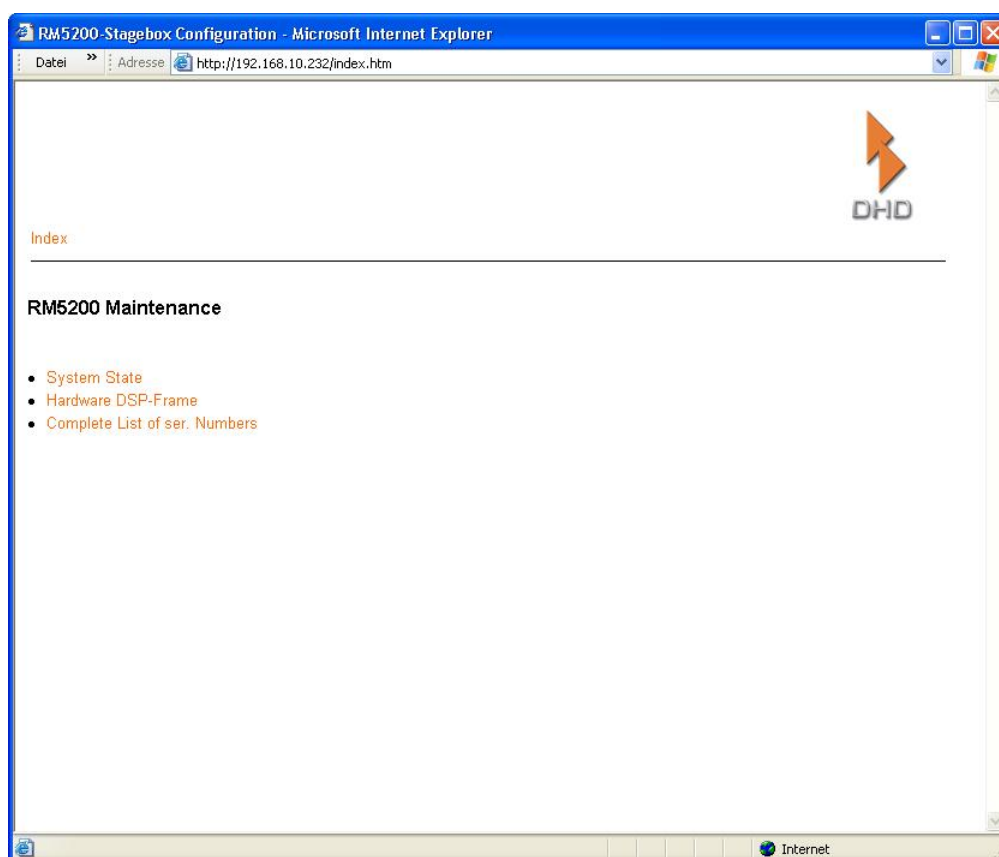 RM5200-Stagebox Configuration - Microsoft Internet Explorer
Datei » Adresse http://192.168.10.232/index.htm
DHD
Index
RM5200 Maintenance
• System State
• Hardware DSP-Frame
• Complete List of ser. Numbers
Internet